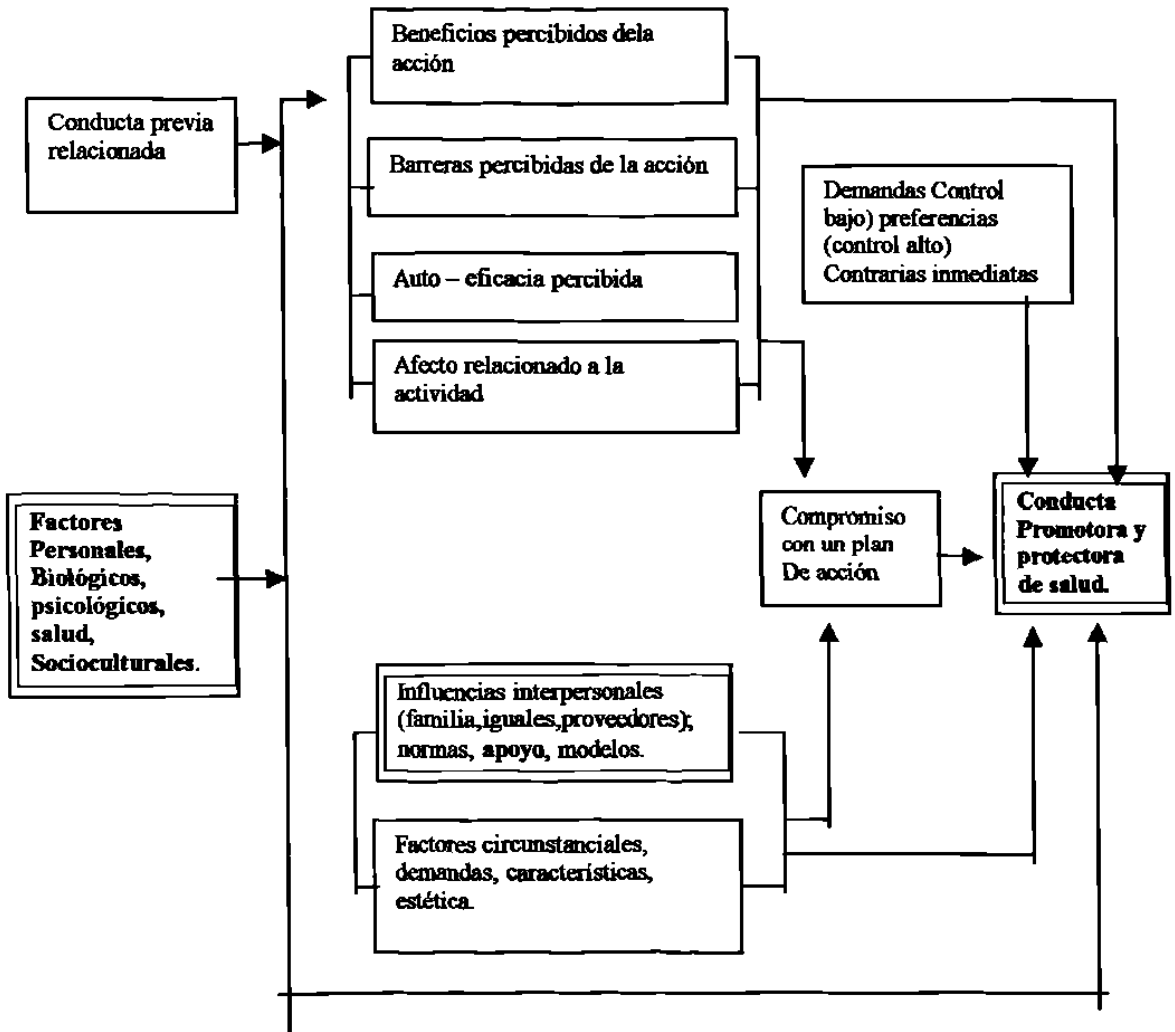 Beneficios percibidos dela
acción
Conducta previa
relacionada
Barreras percibidas de la acción
Demandas Control
bajo) preferencias
(control alto)
Contrarias inmediatas
Auto – eficacia percibida
Afecto relacionado a la
actividad
Factores
Personales,
Biológicos,
psicológicos,
salud,
Socioculturales.
Compromiso
con un plan
De acción
Conducta
Promotora y
protectora
de salud.
Influencias interpersonales
(familia,iguales,proveedores);
normas, apoyo, modelos.
Factores circunstanciales,
demandas, características,
estética.